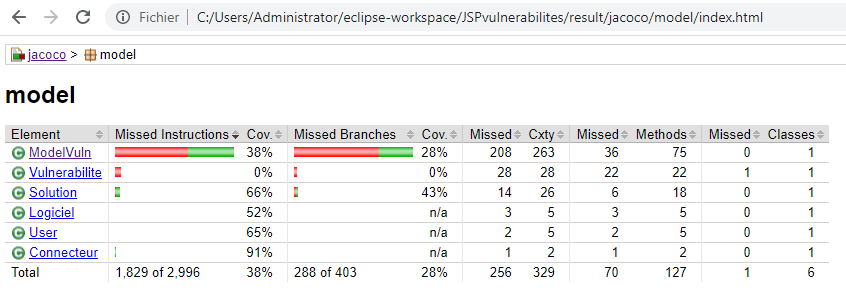 Fichier C:/Users/Administrator/eclipse-workspace/JSPvulnerabilites/result/jacoco/model/index.html
jacoco > model
model
Element Missed Instructions Cov. Missed Branches Cov. Missed Cxty Missed Methods Missed Classes
ModelVuln 38% 28% 208 263 36 75 0 1
Vulnerabilite 0% 0% 28 28 22 22 1 1
Solution 66% 43% 14 26 6 18 0 1
Logiciel 52% n/a 3 5 3 5 0 1
User 65% n/a 2 5 2 5 0 1
Connecteur 91% n/a 1 2 1 2 0 1
Total 1,829 of 2,996 38% 288 of 403 28% 256 329 70 127 1 6